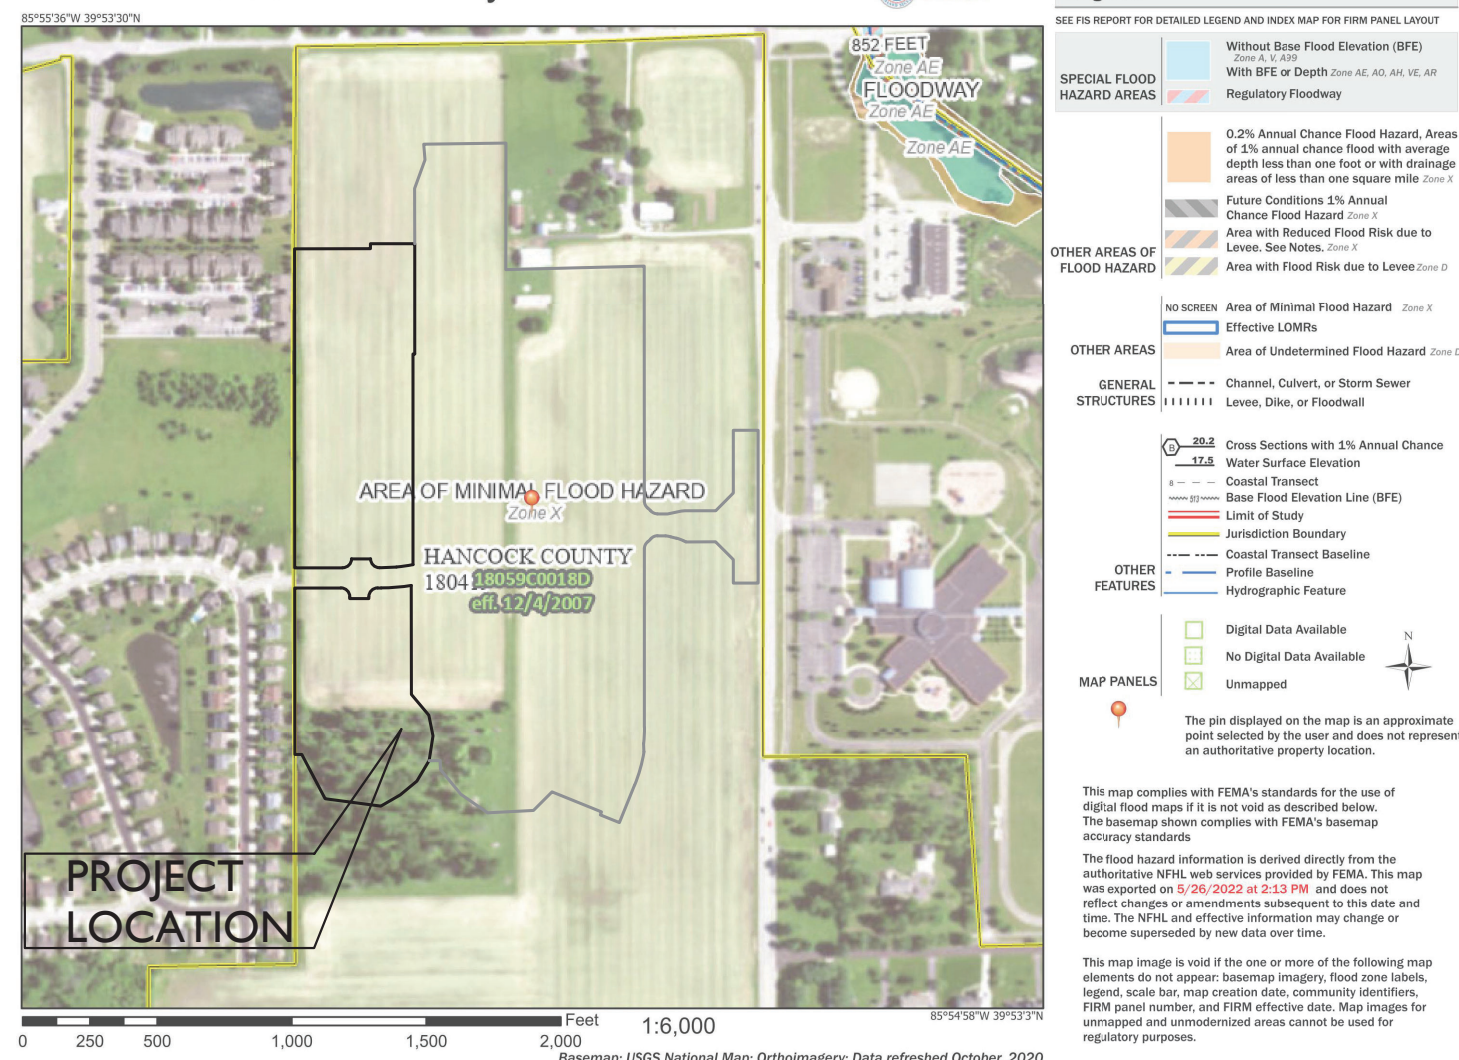 85°55'36"W 39°53'30"N
852 FEET
Zone AE
FLOODWAY
Zone AE
Zone AE
AREA OF MINIMAL FLOOD HAZARD
Zone X
HANCOCK COUNTY
1804
18059C0018D
eff. 12/4/2007
PROJECT
LOCATION
85°54'58"W 39°53'3"N
Feet
1:6,000
0 250 500 1,000 1,500 2,000
Basemap: USGS National Map: Orthoimagery: Data refreshed October, 2020
SEE FIS REPORT FOR DETAILED LEGEND AND INDEX MAP FOR FIRM PANEL LAYOUT
SPECIAL FLOOD
HAZARD AREAS
Without Base Flood Elevation (BFE)
Zone A, V, A99
With BFE or Depth Zone AE, AO, AH, VE, AR
Regulatory Floodway
OTHER AREAS OF
FLOOD HAZARD
0.2% Annual Chance Flood Hazard, Areas
of 1% annual chance flood with average
depth less than one foot or with drainage
areas of less than one square mile Zone X
Future Conditions 1% Annual
Chance Flood Hazard Zone X
Area with Reduced Flood Risk due to
Levee. See Notes. Zone X
Area with Flood Risk due to Levee Zone D
OTHER AREAS
NO SCREEN Area of Minimal Flood Hazard Zone X
Effective LOMRs
Area of Undetermined Flood Hazard Zone D
GENERAL
STRUCTURES
Channel, Culvert, or Storm Sewer
Levee, Dike, or Floodwall
OTHER
FEATURES
B 20.2 Cross Sections with 1% Annual Chance
17.5 Water Surface Elevation
8 Coastal Transect
513 Base Flood Elevation Line (BFE)
Limit of Study
Jurisdiction Boundary
Coastal Transect Baseline
Profile Baseline
Hydrographic Feature
MAP PANELS
Digital Data Available
No Digital Data Available
Unmapped
N
The pin displayed on the map is an approximate
point selected by the user and does not represent
an authoritative property location.
This map complies with FEMA's standards for the use of
digital flood maps if it is not void as described below.
The basemap shown complies with FEMA's basemap
accuracy standards
The flood hazard information is derived directly from the
authoritative NFHL web services provided by FEMA. This map
was exported on 5/26/2022 at 2:13 PM and does not
reflect changes or amendments subsequent to this date and
time. The NFHL and effective information may change or
become superseded by new data over time.
This map image is void if the one or more of the following map
elements do not appear: basemap imagery, flood zone labels,
legend, scale bar, map creation date, community identifiers,
FIRM panel number, and FIRM effective date. Map images for
unmapped and unmodernized areas cannot be used for
regulatory purposes.